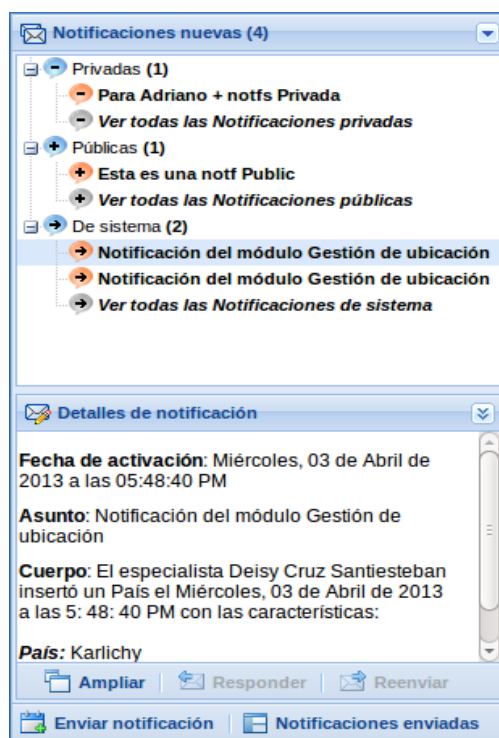 Notificaciones nuevas (4)
Privadas (1)
Para Adriano + notfs Privada
Ver todas las Notificaciones privadas
Públicas (1)
Esta es una notf Public
Ver todas las Notificaciones públicas
De sistema (2)
Notificación del módulo Gestión de ubicación
Notificación del módulo Gestión de ubicación
Ver todas las Notificaciones de sistema
Detalles de notificación
Fecha de activación: Miércoles, 03 de Abril de
2013 a las 05:48:40 PM
Asunto: Notificación del módulo Gestión de
ubicación
Cuerpo: El especialista Deisy Cruz Santiesteban
insertó un País el Miércoles, 03 de Abril de 2013
a las 5: 48: 40 PM con las características:
País: Karlichy
Ampliar Responder Reenviar
Enviar notificación Notificaciones enviadas